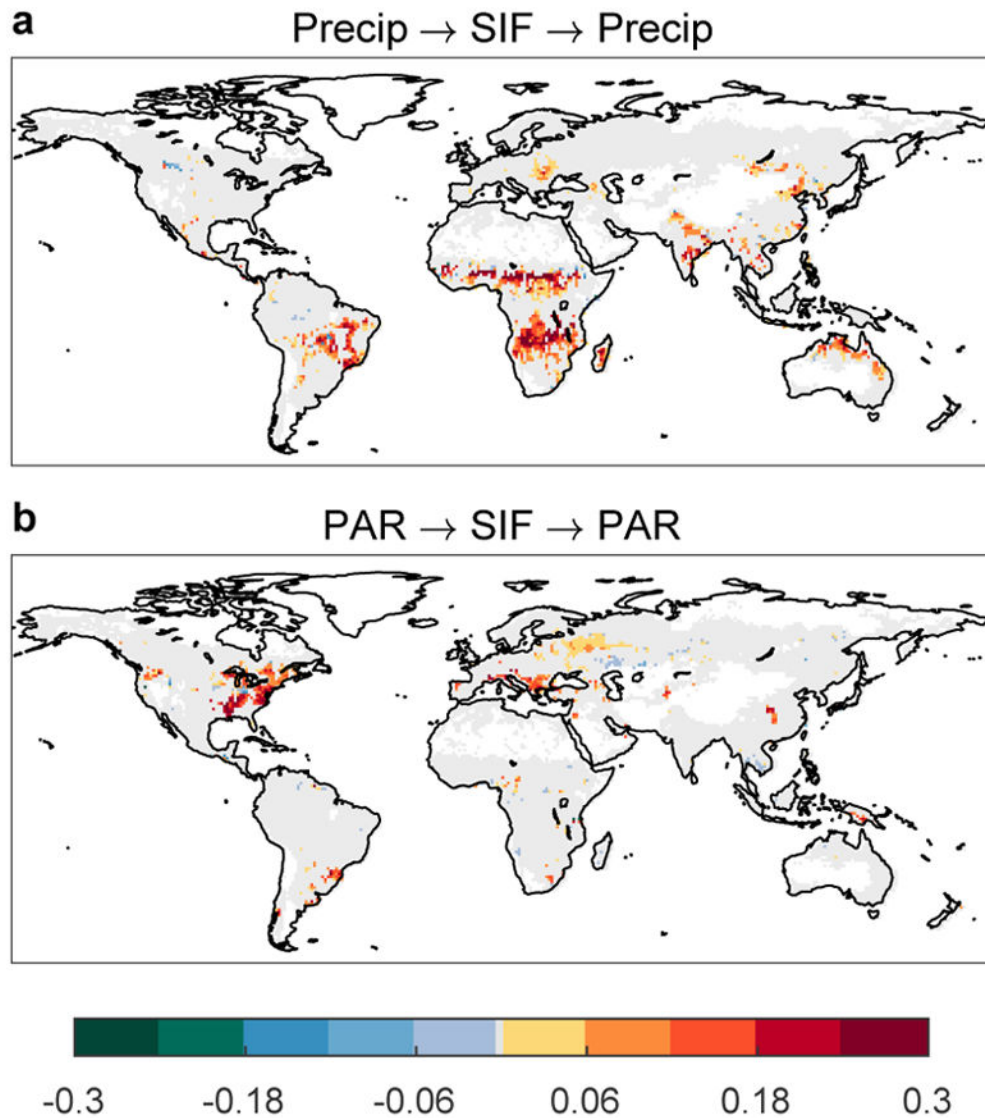 a
Precip → SIF → Precip
b
PAR → SIF → PAR
-0.3 -0.18 -0.06 0.06 0.18 0.3